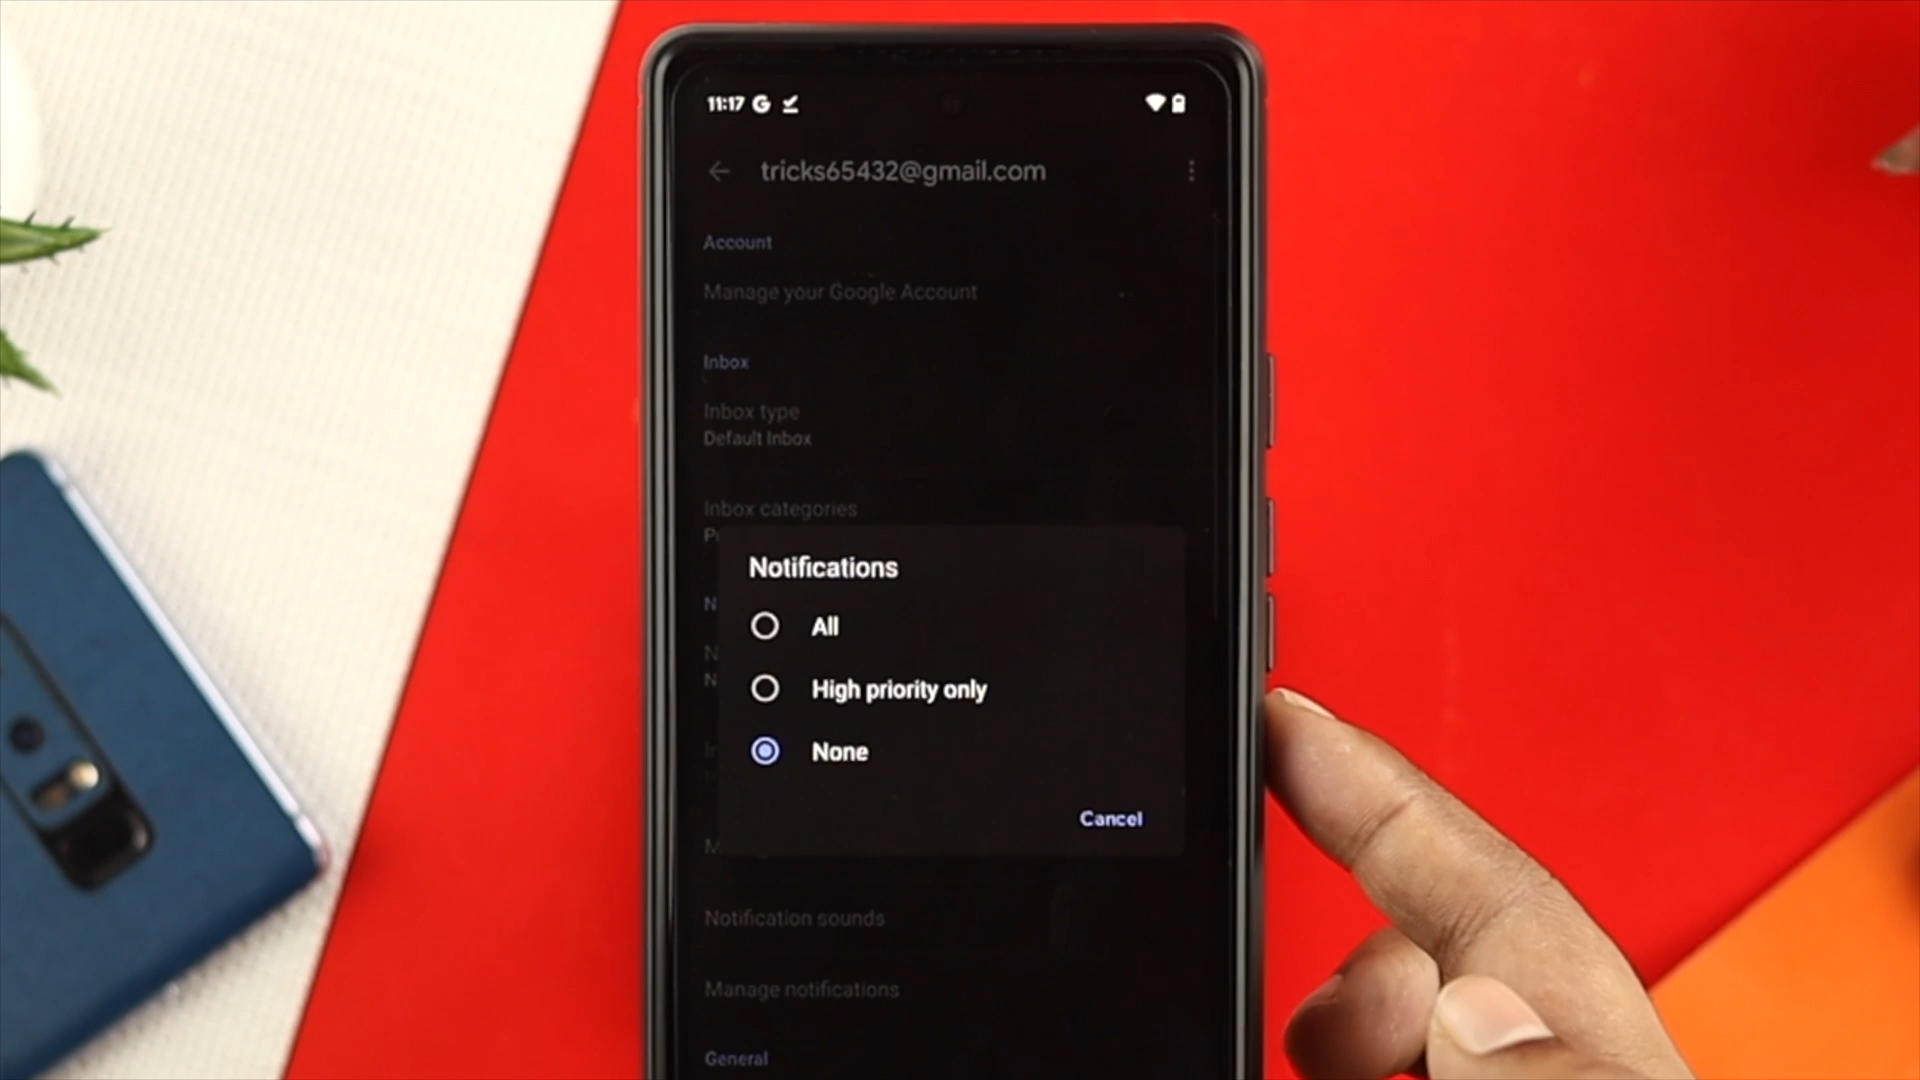 11:17 G
tricks65432@gmail.com
Account
Manage your Google Account
Inbox
Inbox type
Default Inbox
Inbox categories
Notifications
All
High priority only
None
Cancel
Notification sounds
Manage notifications
General